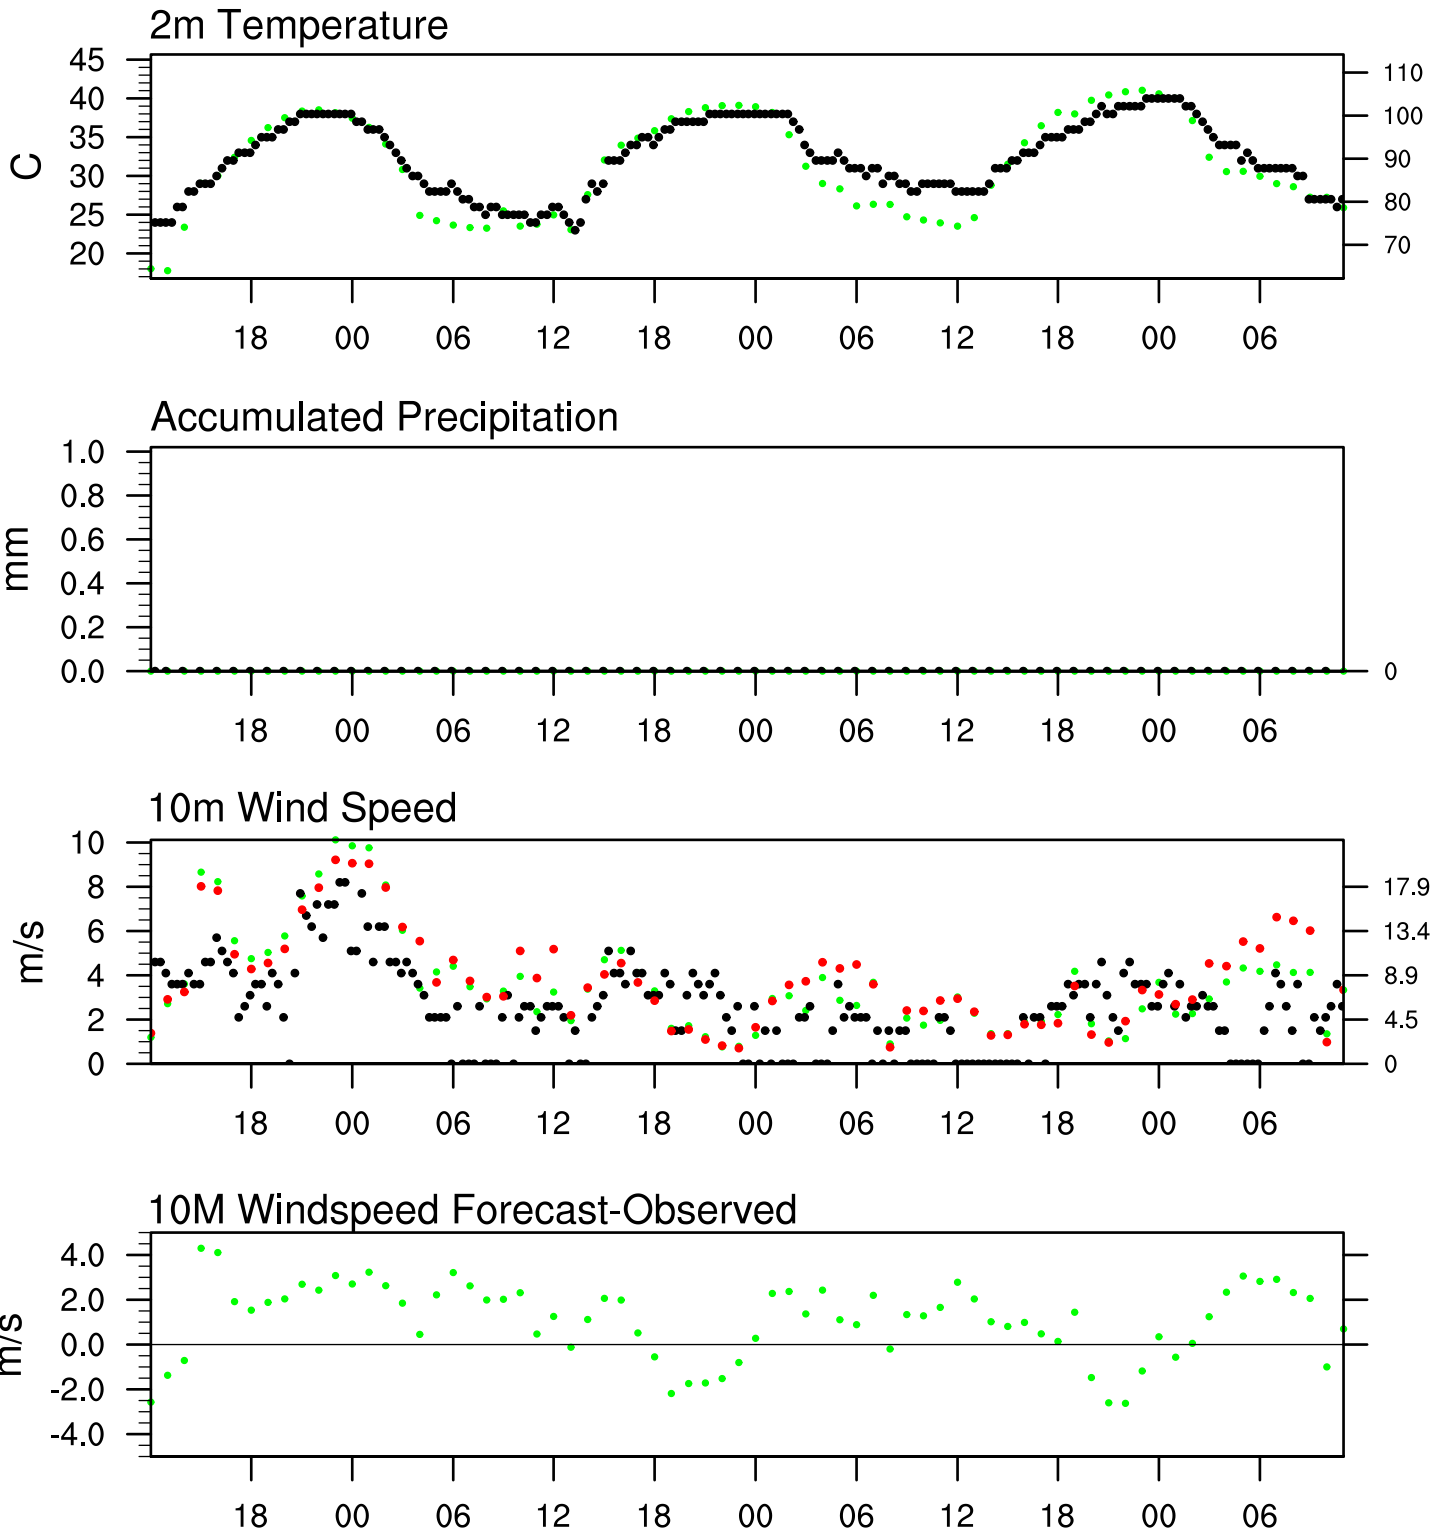 2m Temperature
45
40
35
30
25
20
C
110
100
90
80
70
18 00 06 12 18 00 06 12 18 00 06
Accumulated Precipitation
1.0
0.8
0.6
0.4
0.2
0.0
mm
0
18 00 06 12 18 00 06 12 18 00 06
10m Wind Speed
10
8
6
4
2
0
m/s
17.9
13.4
8.9
4.5
0
18 00 06 12 18 00 06 12 18 00 06
10M Windspeed Forecast-Observed
4.0
2.0
0.0
-2.0
-4.0
m/s
18 00 06 12 18 00 06 12 18 00 06